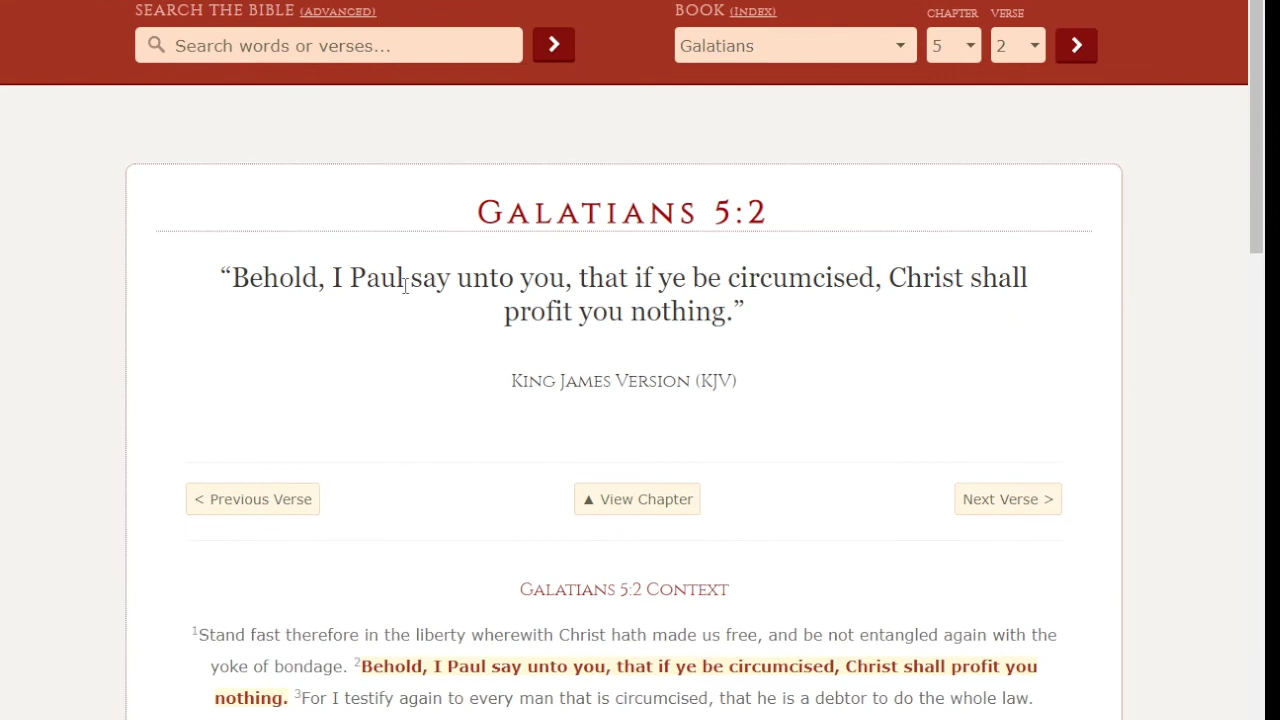 SEARCH THE BIBLE (ADVANCED)
BOOK (INDEX)
CHAPTER
VERSE
Search words or verses...
Galatians
5
2
GALATIANS 5:2
“Behold, I Paul say unto you, that if ye be circumcised, Christ shall
profit you nothing.”
KING JAMES VERSION (KJV)
< Previous Verse
▲ View Chapter
Next Verse >
GALATIANS 5:2 CONTEXT
1Stand fast therefore in the liberty wherewith Christ hath made us free, and be not entangled again with the
yoke of bondage. 2Behold, I Paul say unto you, that if ye be circumcised, Christ shall profit you
nothing. 3For I testify again to every man that is circumcised, that he is a debtor to do the whole law.